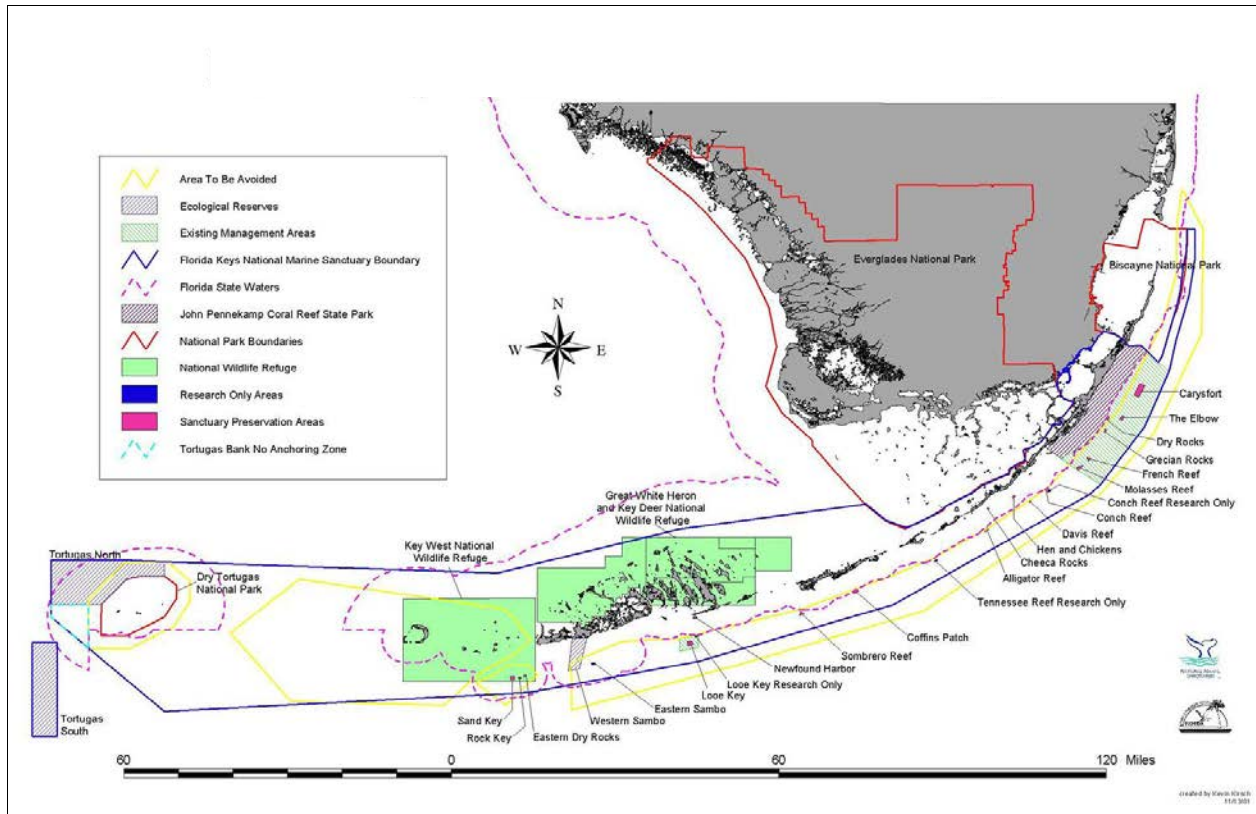 Area To Be Avoided
Ecological Reserves
Existing Management Areas
Florida Keys National Marine Sanctuary Boundary
Florida State Waters
John Pennekamp Coral Reef State Park
National Park Boundaries
National Wildlife Refuge
Research Only Areas
Sanctuary Preservation Areas
Tortugas Bank No Anchoring Zone
N
W
E
S
Everglades National Park
Biscayne National Park
Carysfort
The Elbow
Dry Rocks
Grecian Rocks
French Reef
Molasses Reef
Conch Reef Research Only
Conch Reef
Davis Reef
Hen and Chickens
Cheeca Rocks
Alligator Reef
Tennessee Reef Research Only
Coffins Patch
Sombrero Reef
Newfound Harbor
Looe Key Research Only
Looe Key
Eastern Sambo
Western Sambo
Eastern Dry Rocks
Rock Key
Sand Key
Great White Heron
and Key Deer National
Wildlife Refuge
Key West National
Wildlife Refuge
Tortugas North
Dry Tortugas
National Park
Tortugas
South
60
0
60
120
Miles
created by Kevin Kirsch